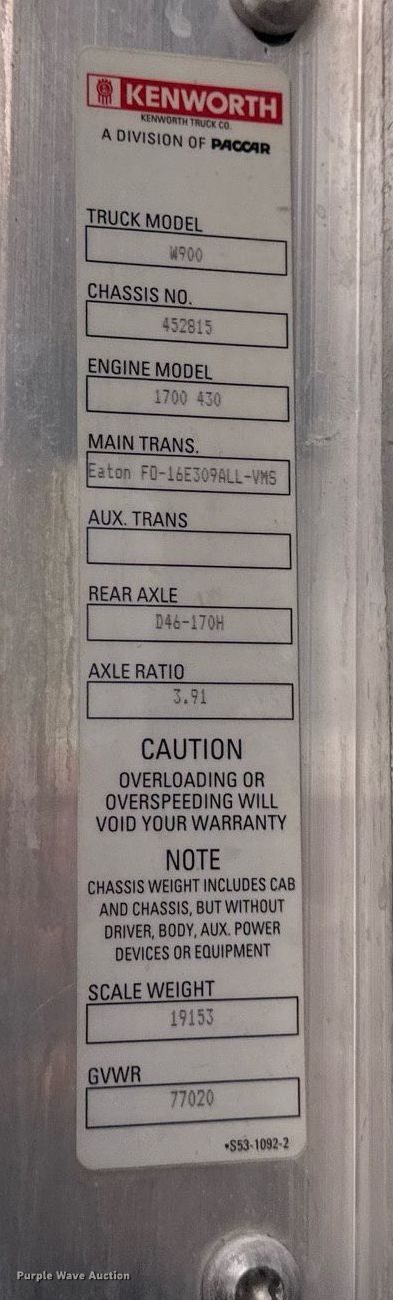 KENWORTH
KENWORTH TRUCK CO.
A DIVISION OF PACCAR
TRUCK MODEL
W900
CHASSIS NO.
452815
ENGINE MODEL
1700 430
MAIN TRANS.
Eaton FO-16E309ALL-VMS
AUX. TRANS
REAR AXLE
D46-170H
AXLE RATIO
3.91
CAUTION
OVERLOADING OR
OVERSPEEDING WILL
VOID YOUR WARRANTY
NOTE
CHASSIS WEIGHT INCLUDES CAB
AND CHASSIS, BUT WITHOUT
DRIVER, BODY, AUX. POWER
DEVICES OR EQUIPMENT
SCALE WEIGHT
19153
GVWR
77020
•S53-1092-2
Purple Wave Auction